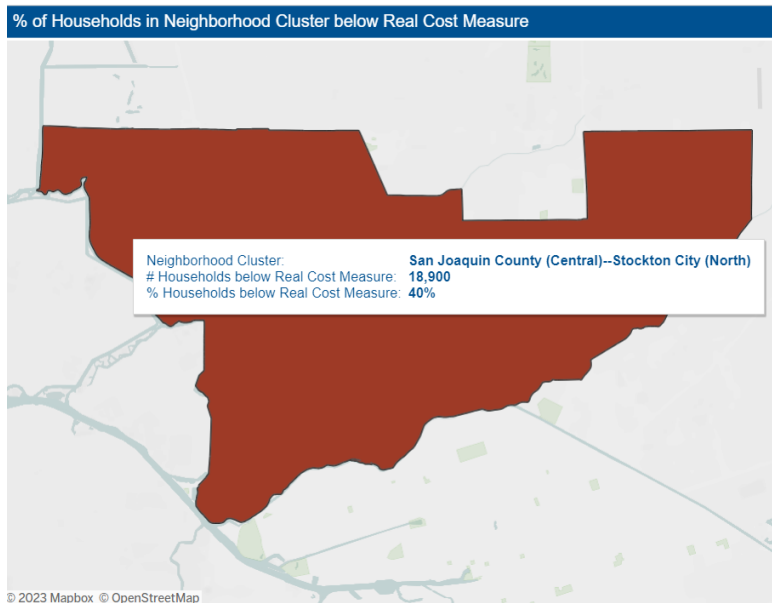 % of Households in Neighborhood Cluster below Real Cost Measure
Neighborhood Cluster: San Joaquin County (Central)--Stockton City (North)
# Households below Real Cost Measure: 18,900
% Households below Real Cost Measure: 40%
© 2023 Mapbox © OpenStreetMap